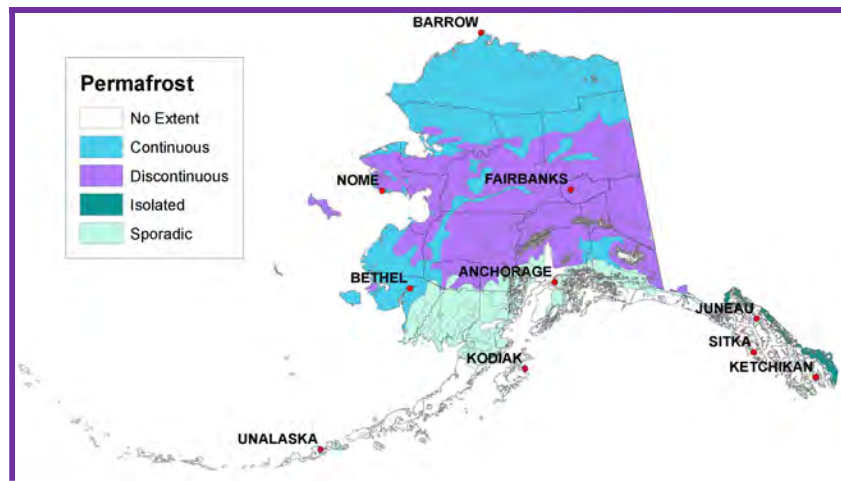 BARROW
Permafrost
No Extent
Continuous
Discontinuous
Isolated
Sporadic
NOME
FAIRBANKS
BETHEL
ANCHORAGE
JUNEAU
SITKA
KETCHIKAN
KODIAK
UNALASKA